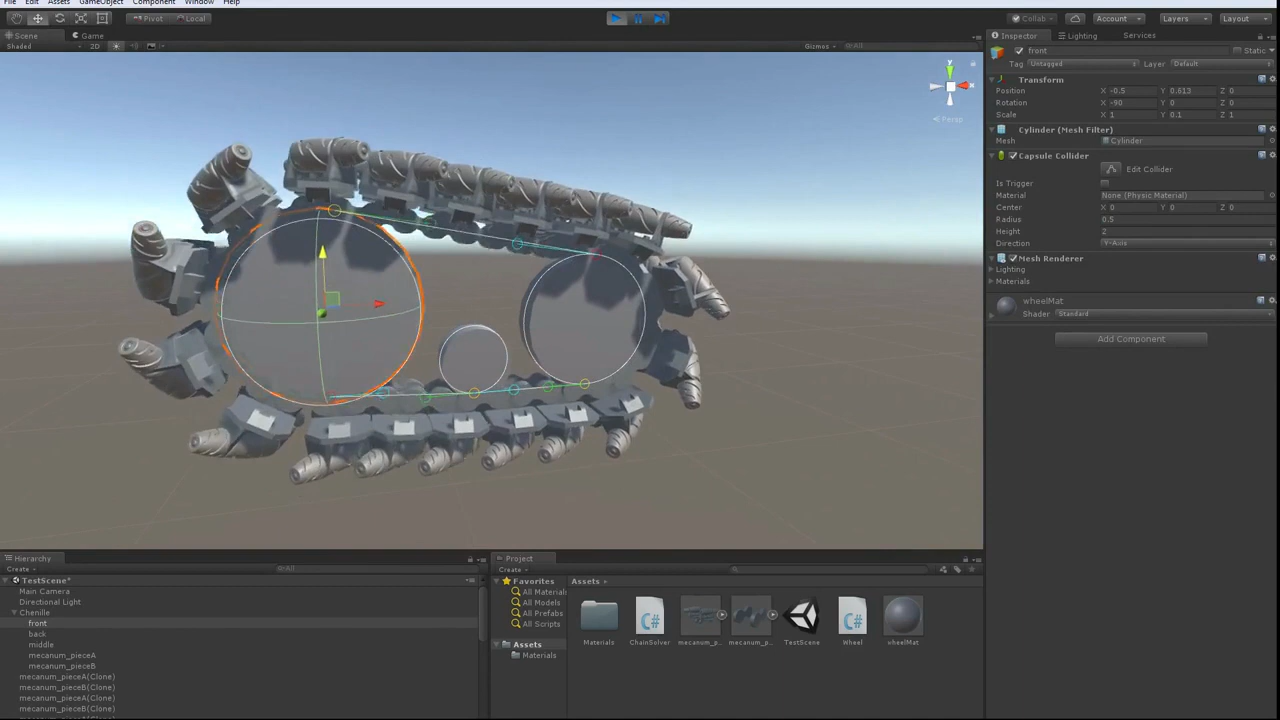 File Edit Assets GameObject Component Window Help
Pivot Local Collab Account Layers Layout
Scene Game
Shaded 2D Gizmos All
y
x
Persp
Inspector Lighting Services
front Static
Tag Untagged Layer Default
Transform
Position X -0.5 Y 0.613 Z 0
Rotation X -90 Y 0 Z 0
Scale X 1 Y 0.1 Z 1
Cylinder (Mesh Filter)
Mesh Cylinder
Capsule Collider
Edit Collider
Is Trigger
Material None (Physic Material)
Center X 0 Y 0 Z 0
Radius 0.5
Height 2
Direction Y-Axis
Mesh Renderer
Lighting
Materials
wheelMat
Shader Standard
Add Component
Hierarchy
Create All
TestScene*
Main Camera
Directional Light
Chenille
front
back
middle
mecanum_pieceA
mecanum_pieceB
mecanum_pieceA(Clone)
mecanum_pieceB(Clone)
mecanum_pieceA(Clone)
mecanum_pieceB(Clone)
Project
Create
Favorites
All Materials
All Models
All Prefabs
All Scripts
Assets
Materials
Assets
Materials ChainSolver mecanum_p... mecanum_p... TestScene Wheel wheelMat
C# C#